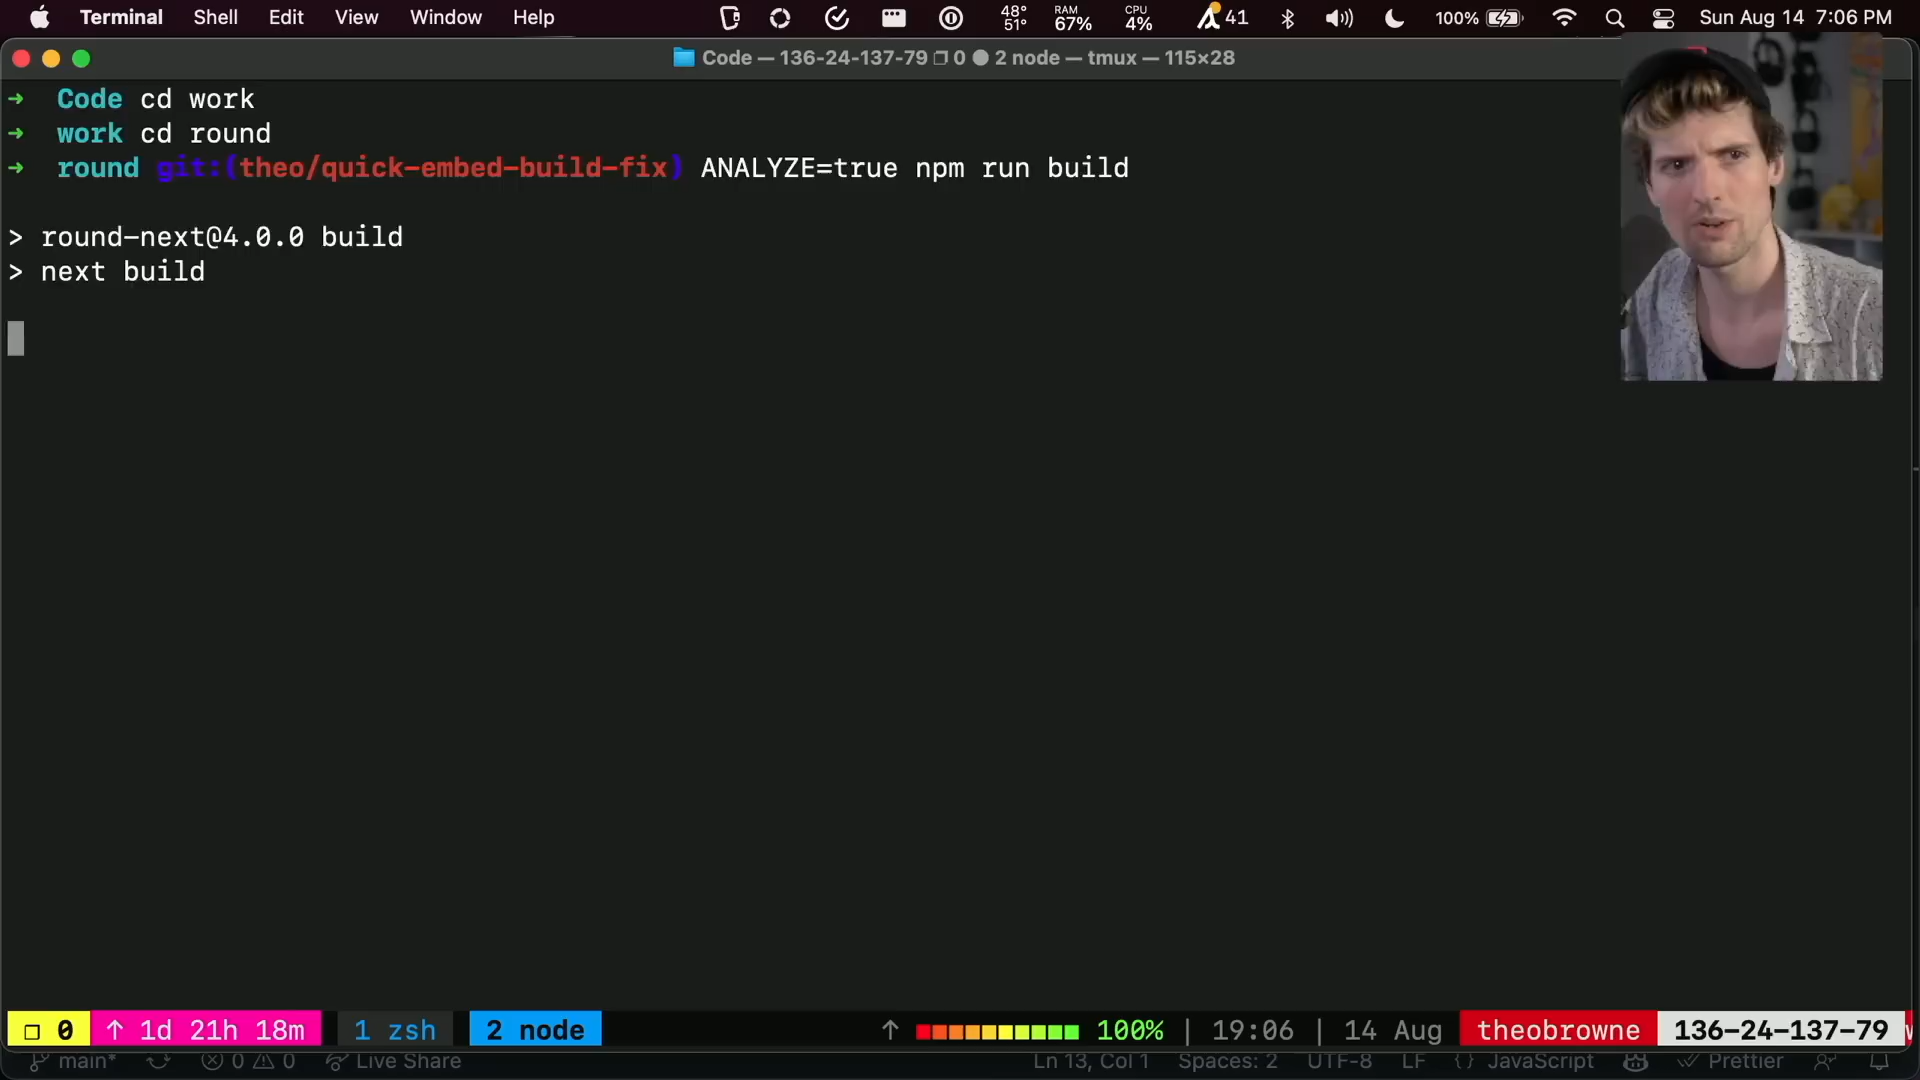 Terminal Shell Edit View Window Help 48° 51° RAM 67% CPU 4% 41 100% Sun Aug 14 7:06 PM
Code — 136-24-137-79 ❐ 0 ● 2 node — tmux — 115×28
➜ Code cd work
➜ work cd round
➜ round git:(theo/quick-embed-build-fix) ANALYZE=true npm run build
> round-next@4.0.0 build
> next build
❐ 0 ↑ 1d 21h 18m 1 zsh 2 node ↑ 100% | 19:06 | 14 Aug theobrowne 136-24-137-79
main* 0 0 Live Share Ln 13, Col 1 Spaces: 2 UTF-8 LF {} JavaScript Prettier